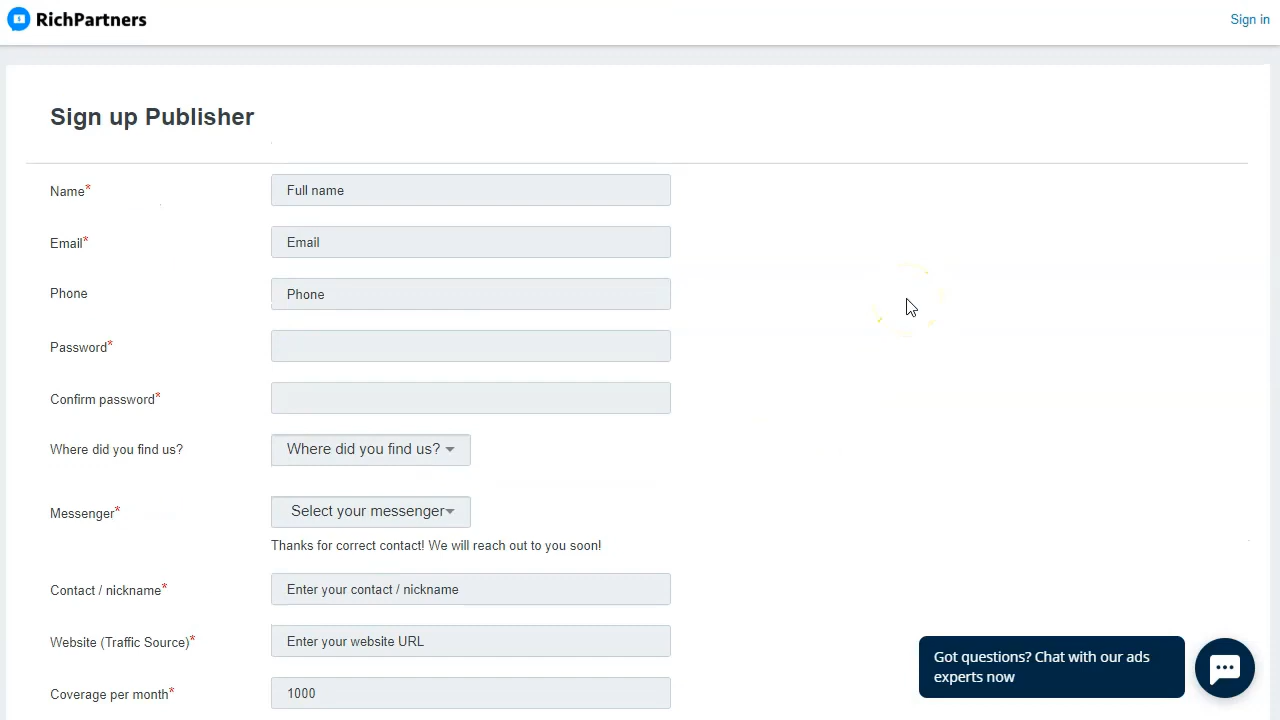 RichPartners
Sign in
Sign up Publisher
Name*
Full name
Email*
Email
Phone
Phone
Password*
Confirm password*
Where did you find us?
Where did you find us?
Messenger*
Select your messenger
Thanks for correct contact! We will reach out to you soon!
Contact / nickname*
Enter your contact / nickname
Website (Traffic Source)*
Enter your website URL
Coverage per month*
1000
Got questions? Chat with our ads
experts now